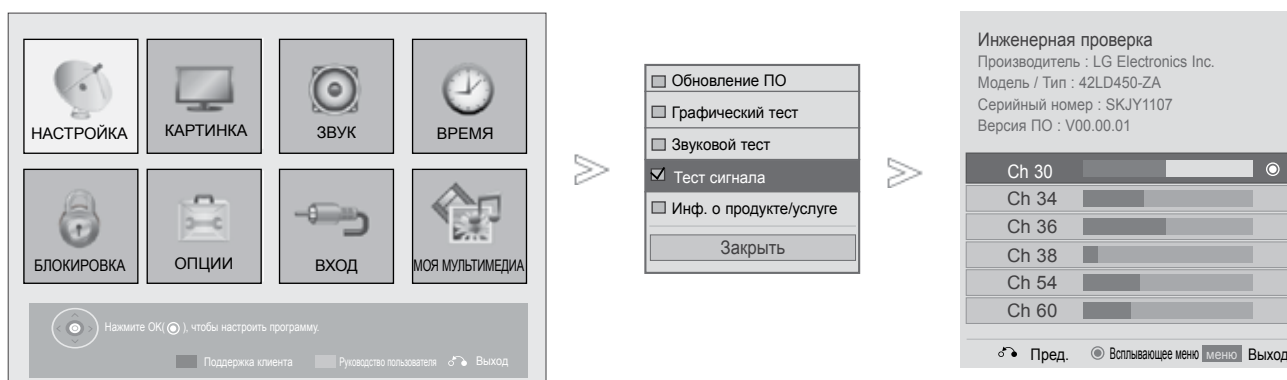 НАСТРОЙКА
КАРТИНКА
ЗВУК
ВРЕМЯ
БЛОКИРОВКА
ОПЦИИ
ВХОД
МОЯ МУЛЬТИМЕДИА
Нажмите OK( ), чтобы настроить программу.
Поддержка клиента Руководство пользователя Выход
Обновление ПО
Графический тест
Звуковой тест
Тест сигнала
Инф. о продукте/услуге
Закрыть
Инженерная проверка
Производитель : LG Electronics Inc.
Модель / Тип : 42LD450-ZA
Серийный номер : SKJY1107
Версия ПО : V00.00.01
Ch 30
Ch 34
Ch 36
Ch 38
Ch 54
Ch 60
Пред. Всплывающее меню меню Выход